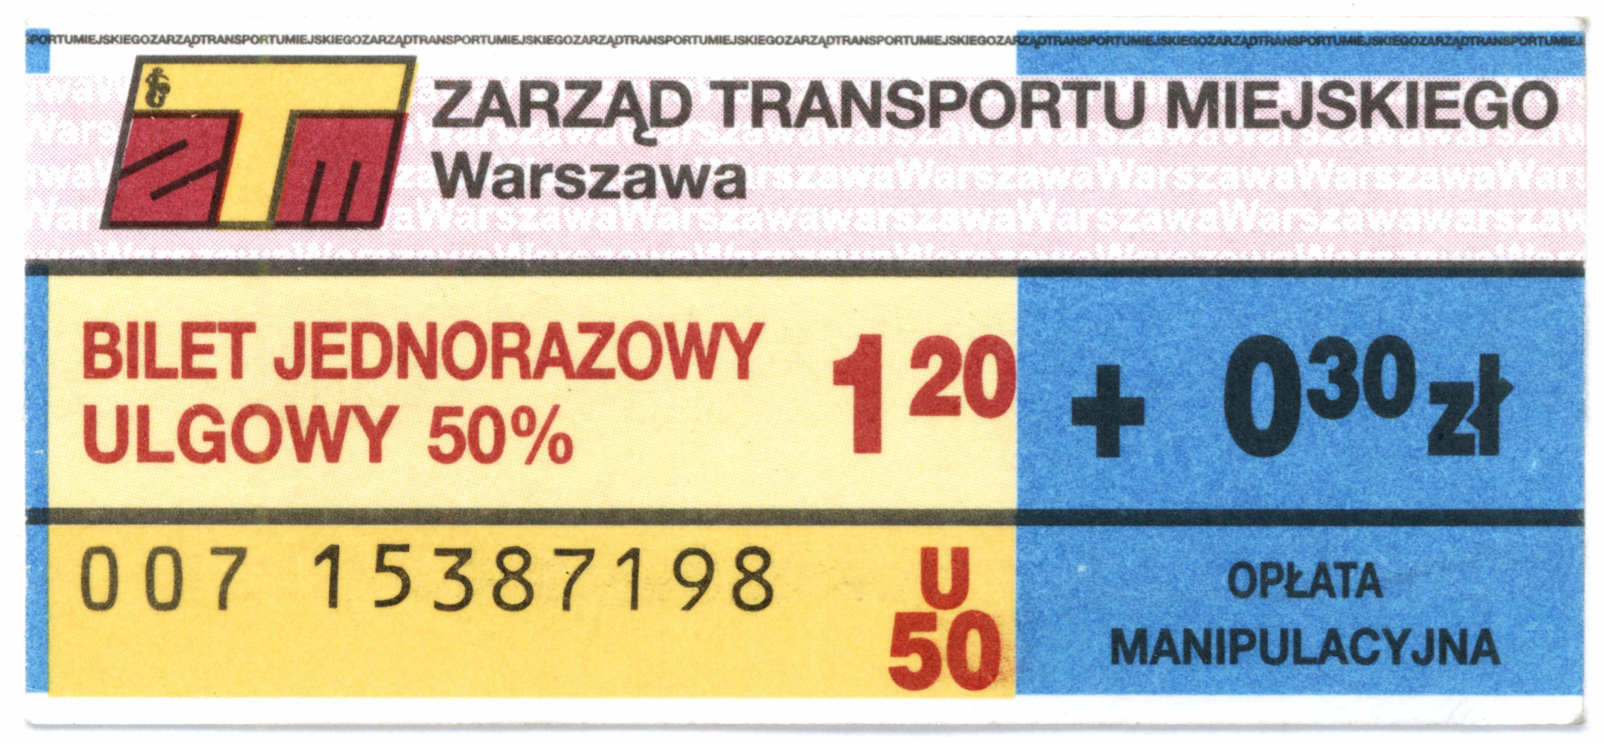 PORTUMIEJSKIEGOZARZĄDTRANSPORTUMIEJSKIEGOZARZĄDTRANSPORTUMIEJSKIEGOZARZĄDTRANSPORTUMIEJSKIEGOZARZĄDTRANSPORTUMIEJSKIEGOZARZĄDTRANSPORTUMIEJSKIEGOZARZĄDTRANSPORTUMIEJSKIEGOZARZĄDTRANSPORTUMIEJ
ZTM
ZARZĄD TRANSPORTU MIEJSKIEGO
Warszawa
BILET JEDNORAZOWY
ULGOWY 50%
1 20 + 0 30 zł
007 15387198
U
50
OPŁATA
MANIPULACYJNA